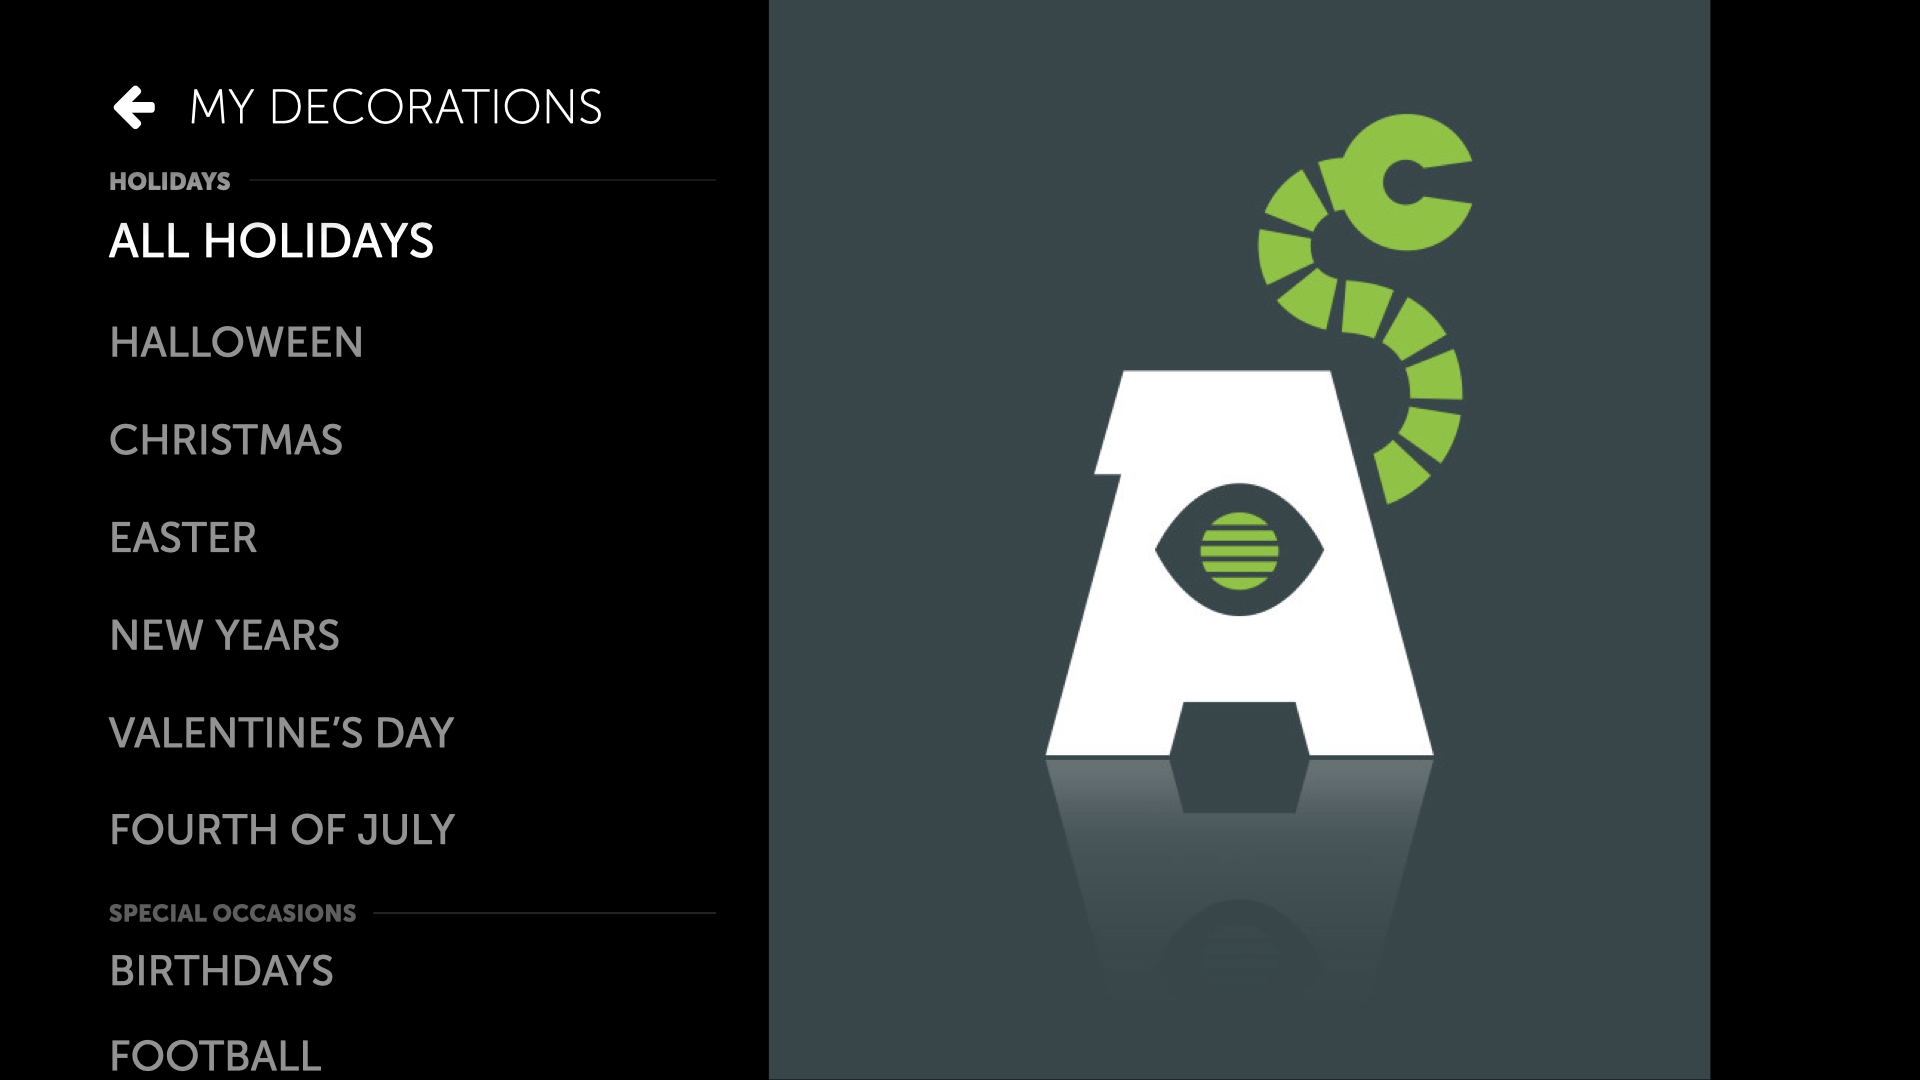 MY DECORATIONS
HOLIDAYS
ALL HOLIDAYS
HALLOWEEN
CHRISTMAS
EASTER
NEW YEARS
VALENTINE’S DAY
FOURTH OF JULY
SPECIAL OCCASIONS
BIRTHDAYS
FOOTBALL